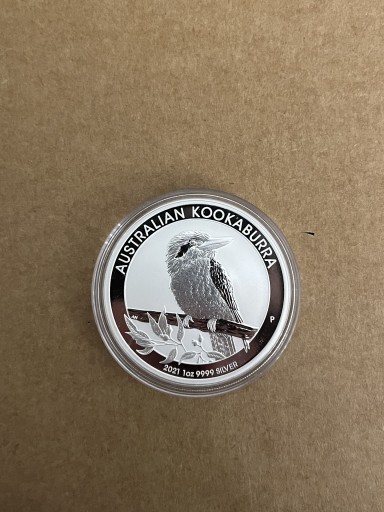 AUSTRALIAN KOOKABURRA
P
2021 1oz 9999 SILVER